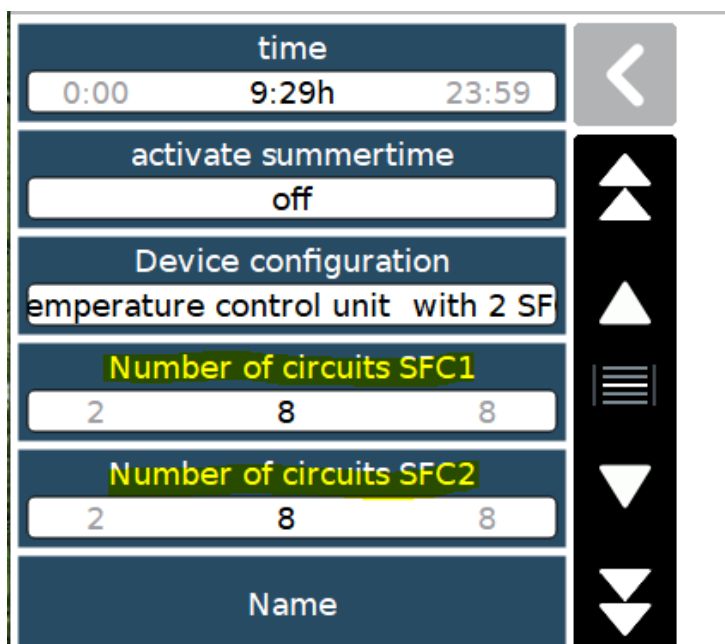 time
0:00 9:29h 23:59
activate summertime
off
Device configuration
emperature control unit with 2 SF
Number of circuits SFC1
2 8 8
Number of circuits SFC2
2 8 8
Name